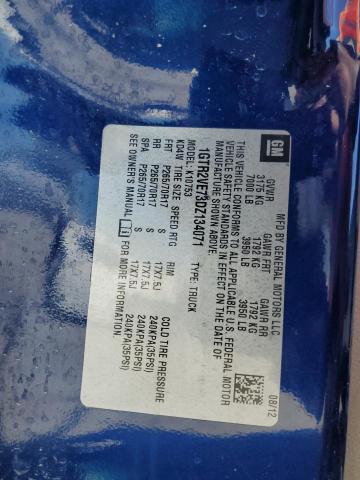 GM
MFD BY GENERAL MOTORS LLC
08/12
GVWR GAWR FRT GAWR RR
3175 KG 1792 KG 1792 KG
7000 LB 3950 LB 3950 LB
THIS VEHICLE CONFORMS TO ALL APPLICABLE U.S. FEDERAL MOTOR
VEHICLE SAFETY STANDARDS IN EFFECT ON THE DATE OF
MANUFACTURE SHOWN ABOVE.
1GTR2VE73DZ134071 TYPE: TRUCK
MODEL: K10753
KDAW TIRE SIZE SPEED RTG RIM COLD TIRE PRESSURE
FRT P265/70R17 S 17X7.5J 240KPA(35PSI)
RR P265/70R17 S 17X7.5J 240KPA(35PSI)
SPA P265/70R17 S 17X7.5J 240KPA(35PSI)
SEE OWNER'S MANUAL FOR MORE INFORMATION.